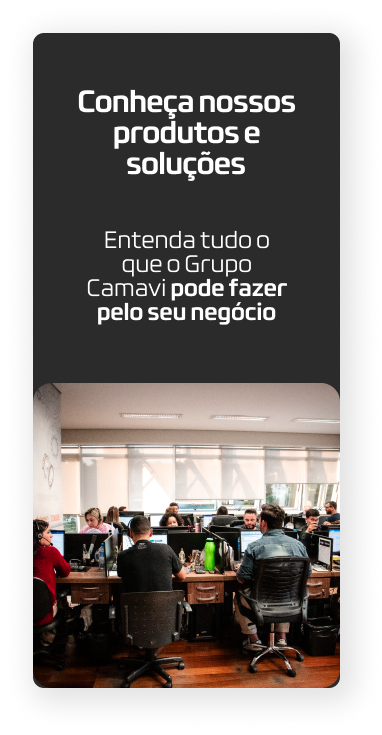 Conheça nossos
produtos e
soluções
Entenda tudo o
que o Grupo
Camavi pode fazer
pelo seu negócio